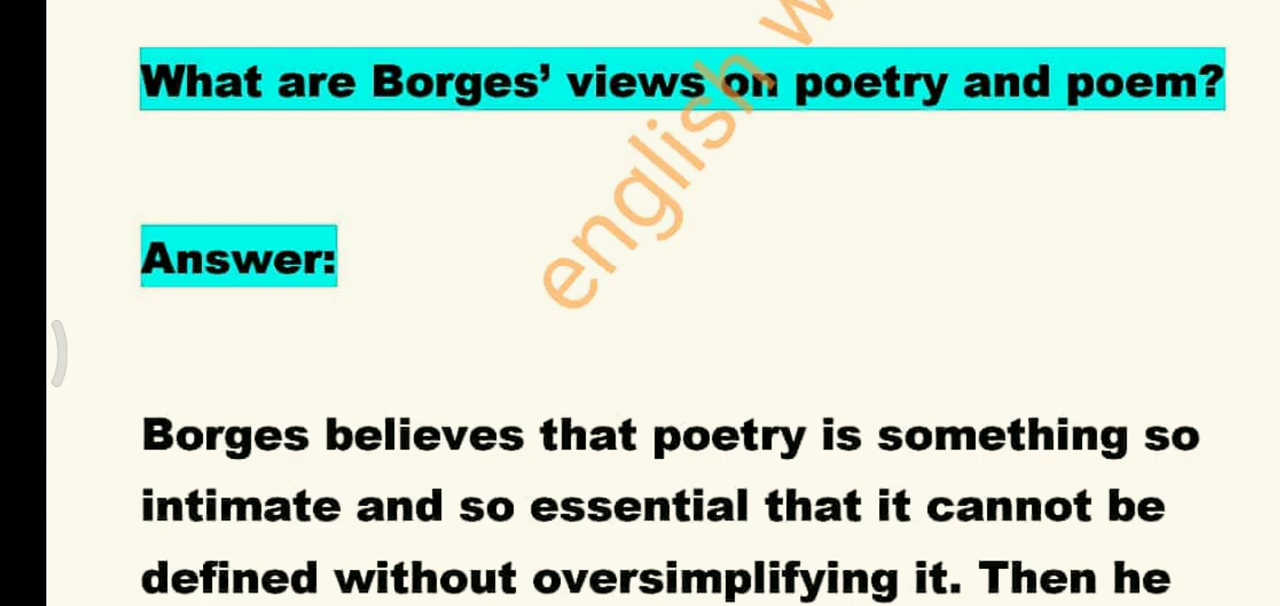 What are Borges’ views on poetry and poem?
Answer:
Borges believes that poetry is something so
intimate and so essential that it cannot be
defined without oversimplifying it. Then he
english w